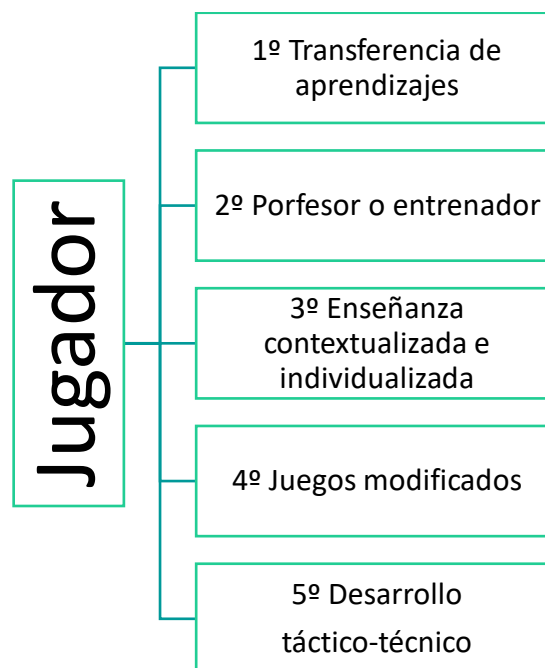 Jugador
1º Transferencia de
aprendizajes
2º Porfesor o entrenador
3º Enseñanza
contextualizada e
individualizada
4º Juegos modificados
5º Desarrollo
táctico-técnico